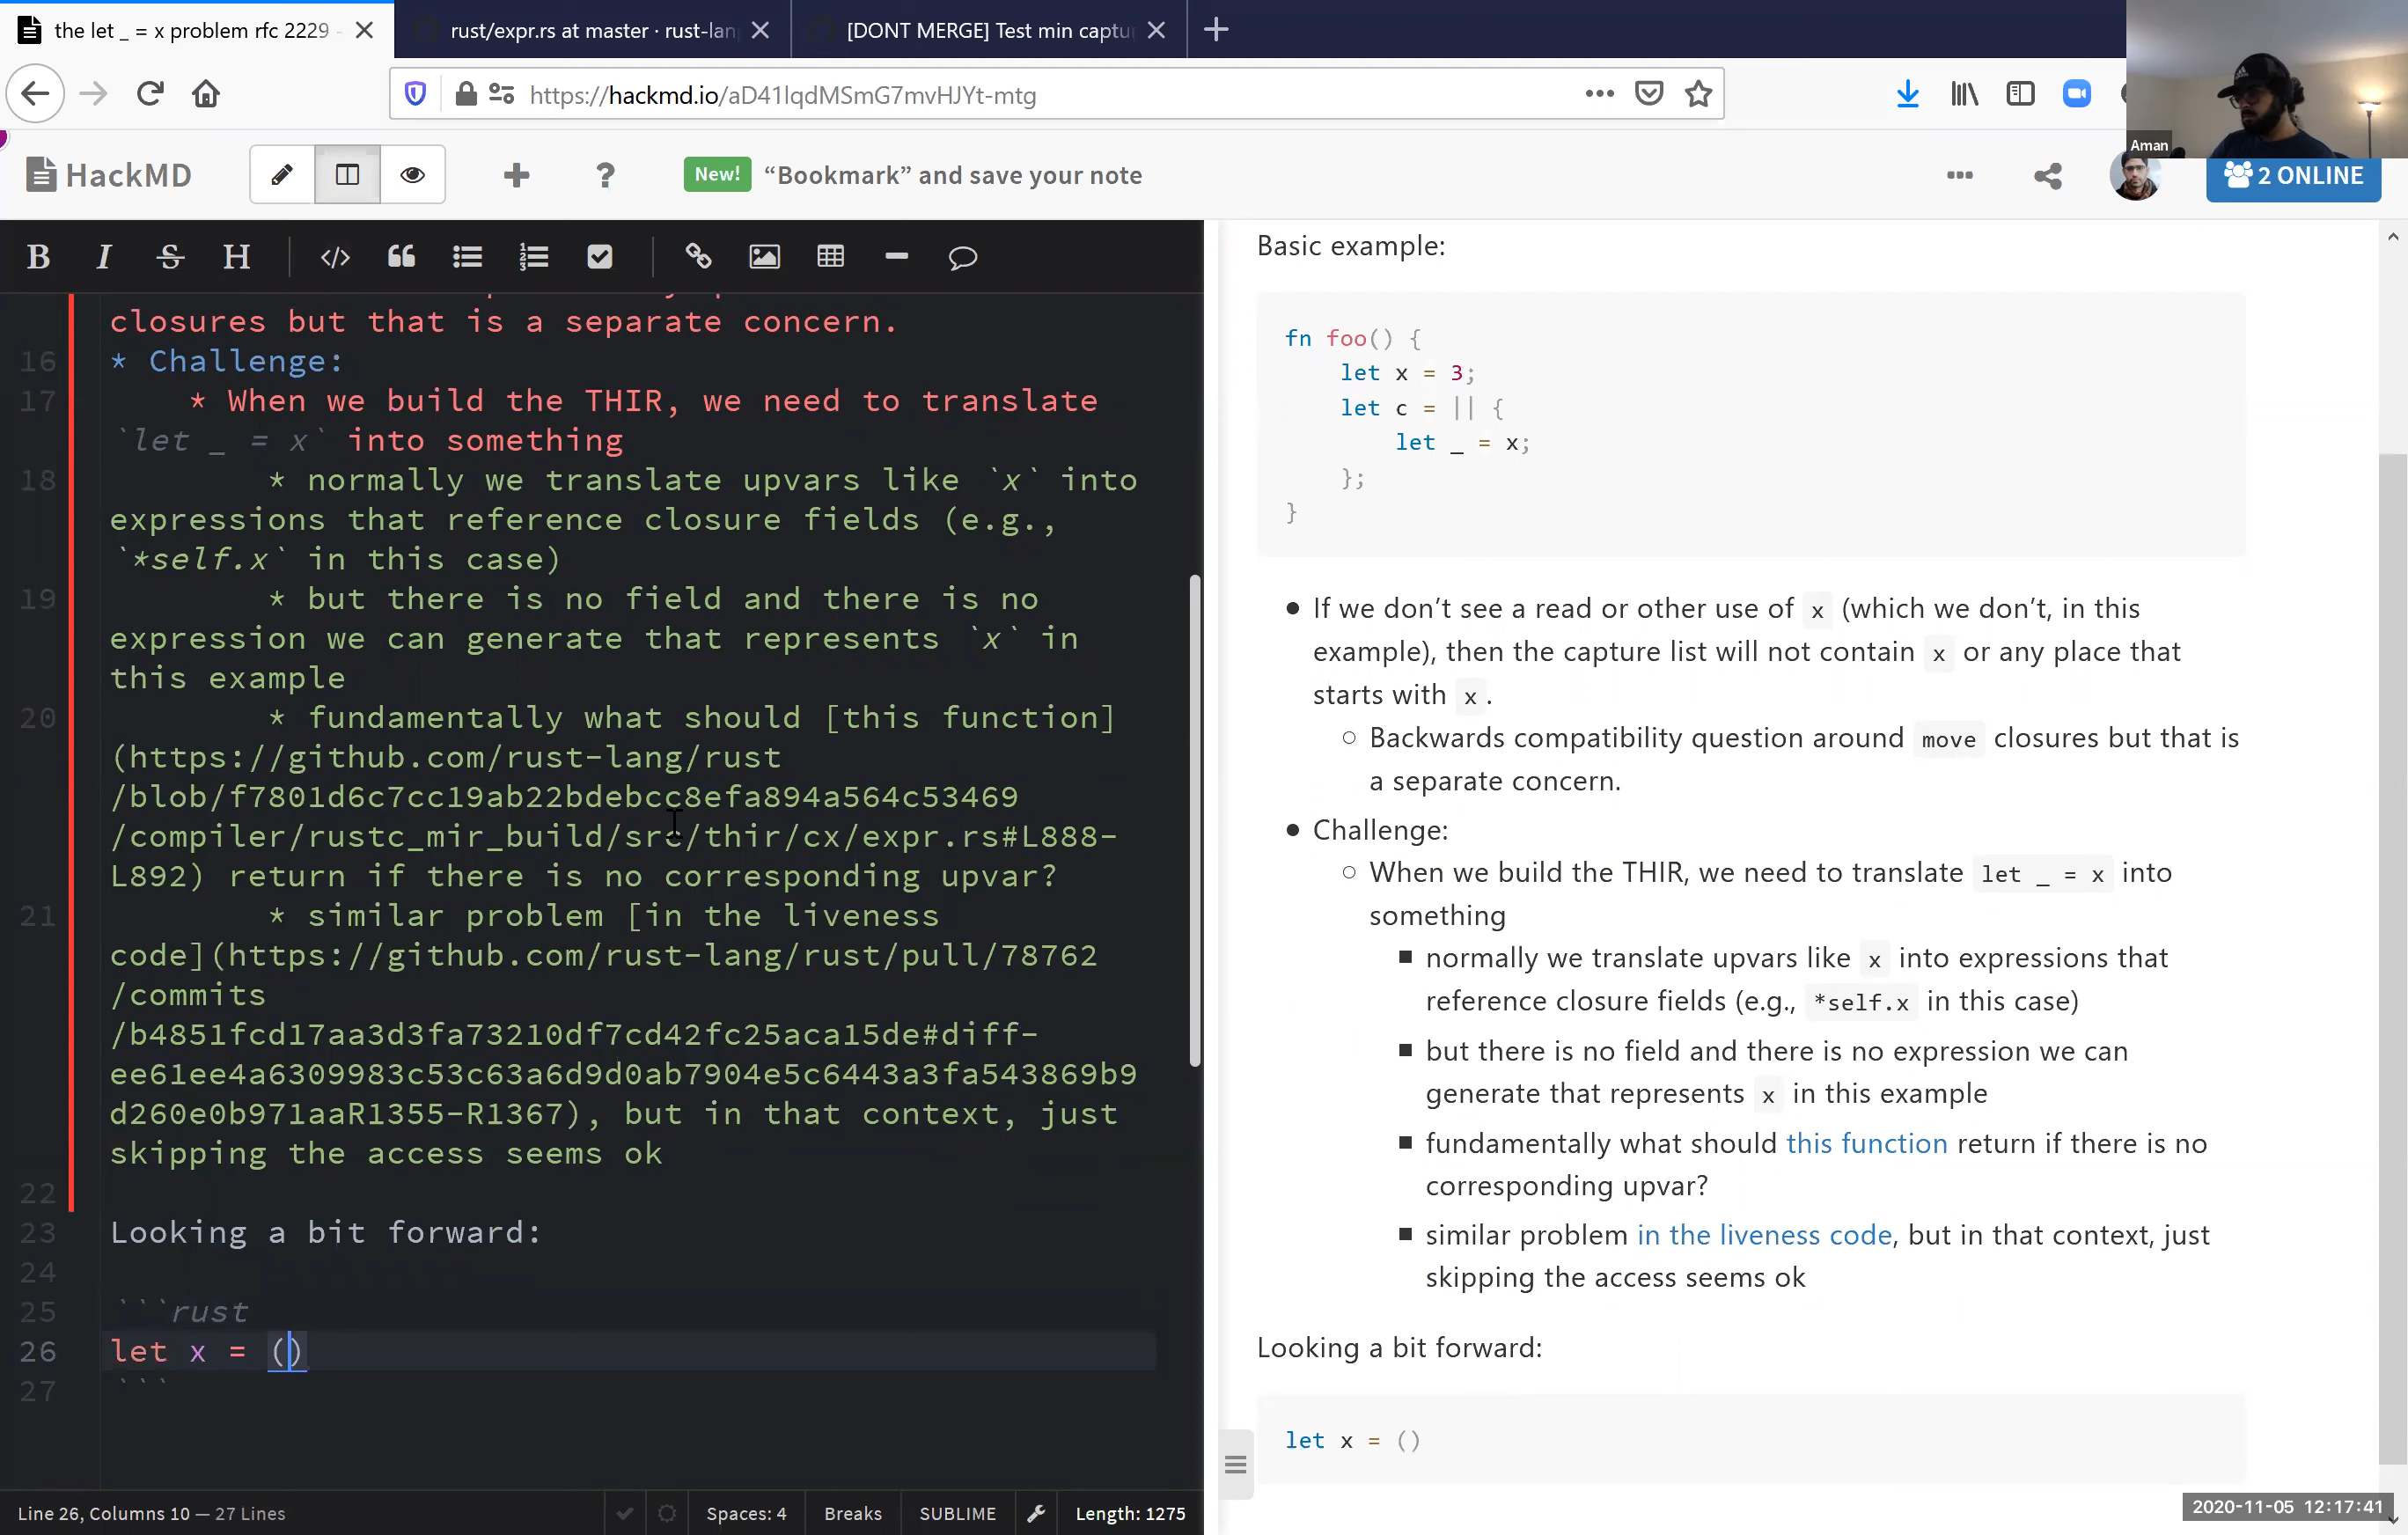 the let _ = x problem rfc 2229 -
rust/expr.rs at master · rust-lan
[DONT MERGE] Test min captu
https://hackmd.io/aD41lqdMSmG7mvHJYt-mtg
Aman
HackMD
New! “Bookmark” and save your note
2 ONLINE
B I S H
closures but that is a separate concern.
16 * Challenge:
17 * When we build the THIR, we need to translate
`let _ = x` into something
18 * normally we translate upvars like `x` into
expressions that reference closure fields (e.g.,
`*self.x` in this case)
19 * but there is no field and there is no
expression we can generate that represents `x` in
this example
20 * fundamentally what should [this function]
(https://github.com/rust-lang/rust
/blob/f7801d6c7cc19ab22bdebcc8efa894a564c53469
/compiler/rustc_mir_build/src/thir/cx/expr.rs#L888-
L892) return if there is no corresponding upvar?
21 * similar problem [in the liveness
code](https://github.com/rust-lang/rust/pull/78762
/commits
/b4851fcd17aa3d3fa73210df7cd42fc25aca15de#diff-
ee61ee4a6309983c53c63a6d9d0ab7904e5c6443a3fa543869b9
d260e0b971aaR1355-R1367), but in that context, just
skipping the access seems ok
22
23 Looking a bit forward:
24
25 ```rust
26 let x = ()
27 ```
Line 26, Columns 10 — 27 Lines
Spaces: 4
Breaks
SUBLIME
Length: 1275
Basic example:
fn foo() {
let x = 3;
let c = || {
let _ = x;
};
}
If we don’t see a read or other use of x (which we don’t, in this
example), then the capture list will not contain x or any place that
starts with x.
Backwards compatibility question around move closures but that is
a separate concern.
Challenge:
When we build the THIR, we need to translate let _ = x into
something
normally we translate upvars like x into expressions that
reference closure fields (e.g., *self.x in this case)
but there is no field and there is no expression we can
generate that represents x in this example
fundamentally what should this function return if there is no
corresponding upvar?
similar problem in the liveness code, but in that context, just
skipping the access seems ok
Looking a bit forward:
let x = ()
2020-11-05 12:17:41